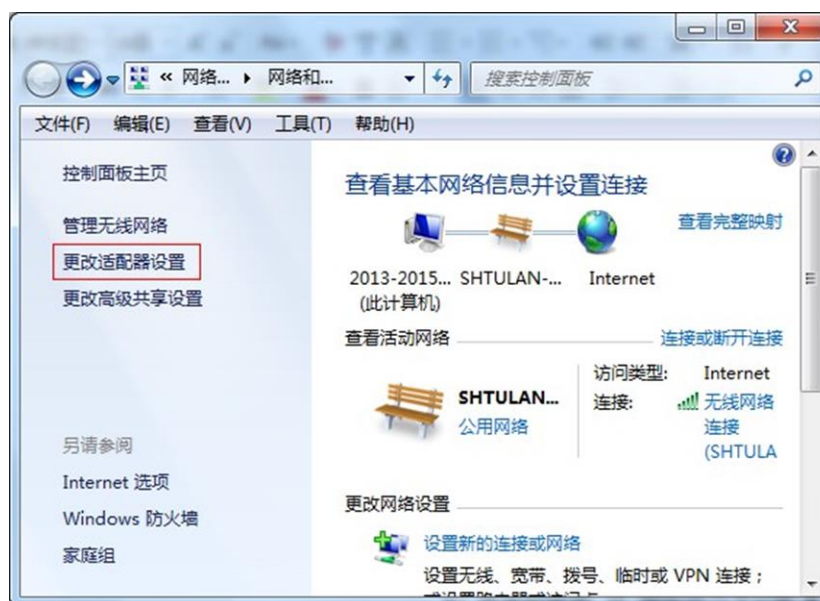 « 网络... ▸ 网络和...
搜索控制面板
文件(F) 编辑(E) 查看(V) 工具(T) 帮助(H)
控制面板主页
管理无线网络
更改适配器设置
更改高级共享设置
另请参阅
Internet 选项
Windows 防火墙
家庭组
查看基本网络信息并设置连接
查看完整映射
2013-2015... SHTULAN-... Internet
(此计算机)
查看活动网络 连接或断开连接
SHTULAN...
公用网络
访问类型: Internet
连接: 无线网络
连接
(SHTULA
更改网络设置
设置新的连接或网络
设置无线、宽带、拨号、临时或 VPN 连接；